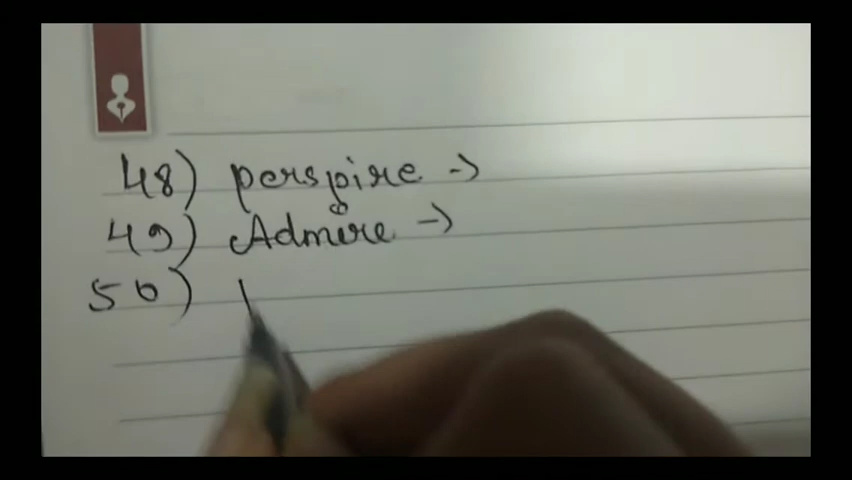 48) perspire →
49) Admire →
50)